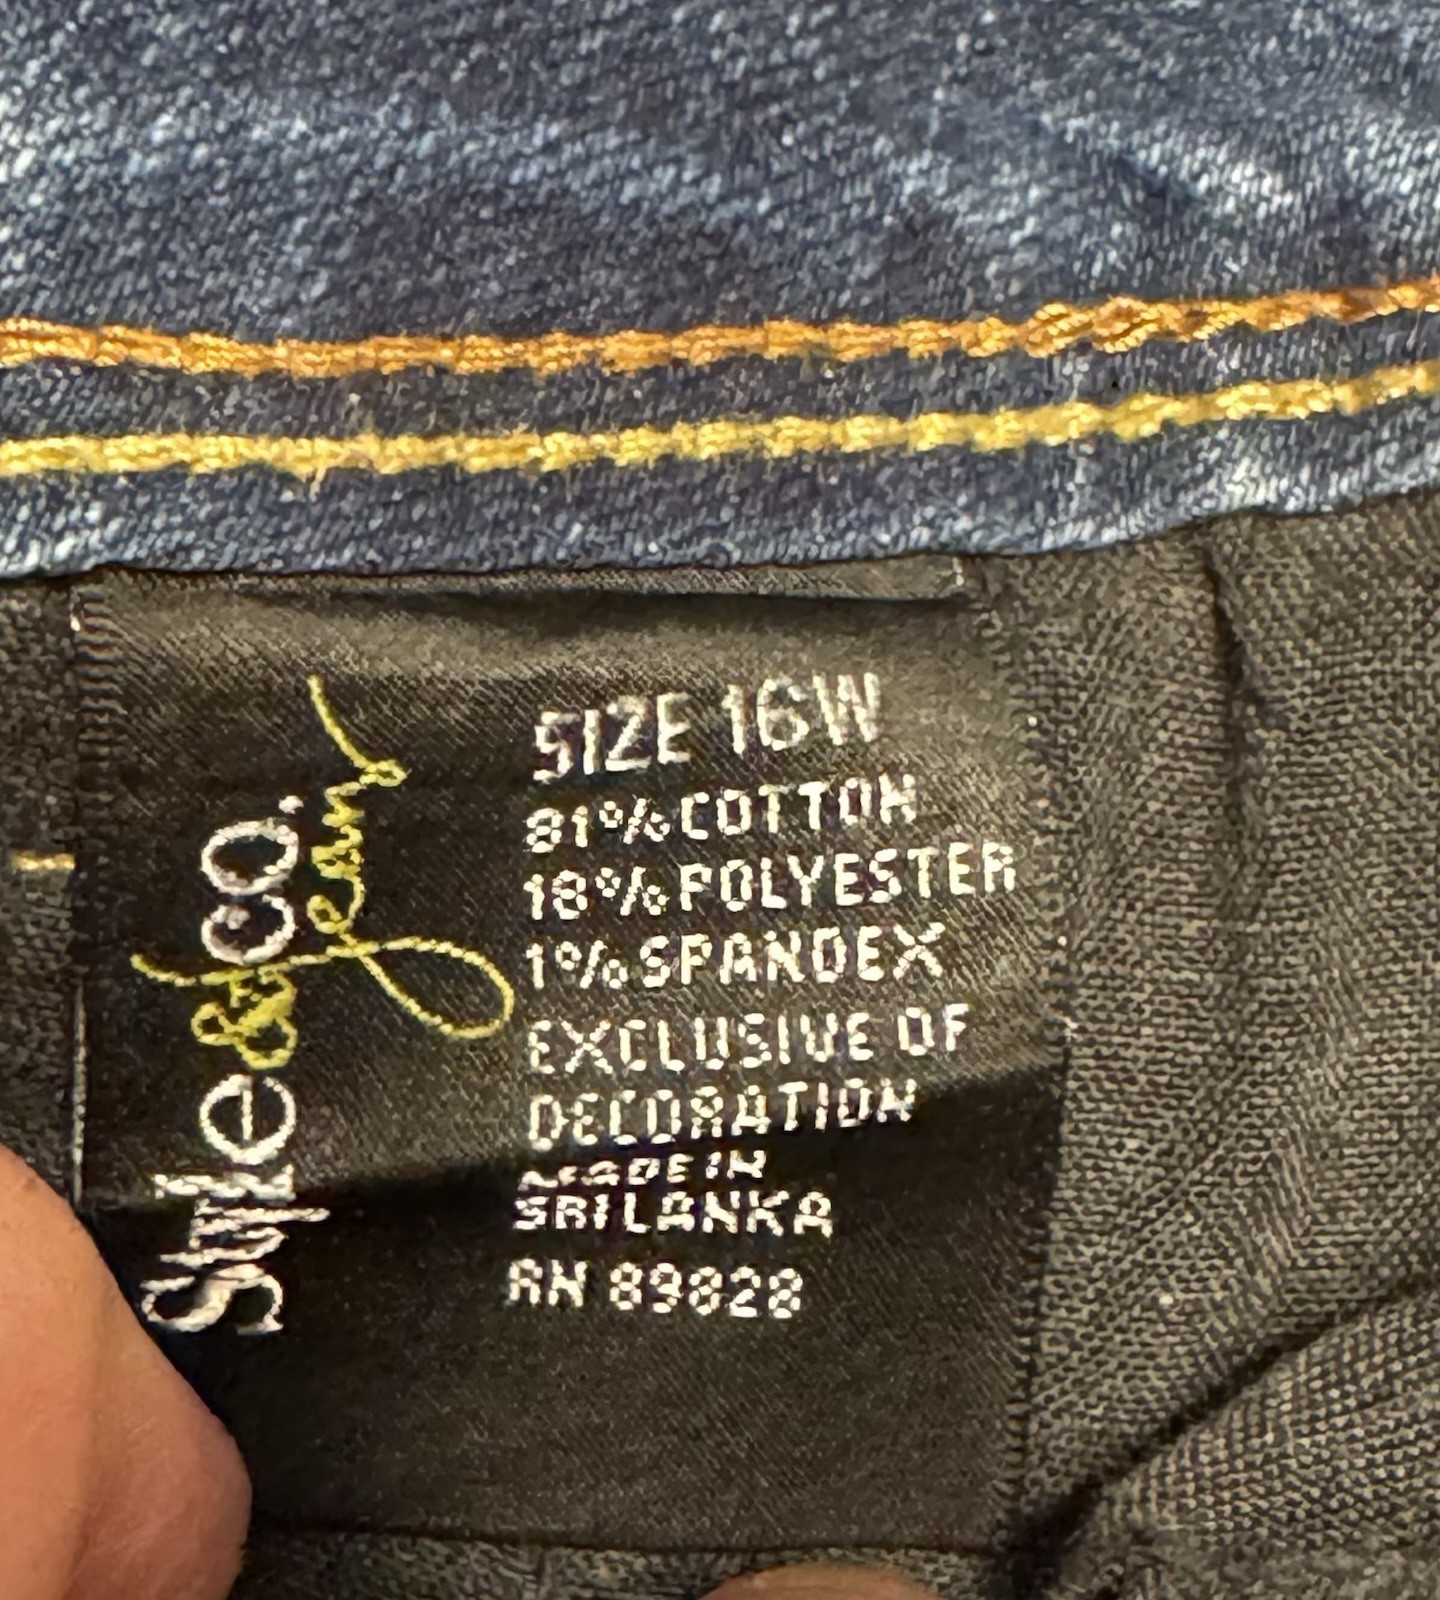 Style & co.
Jeans
SIZE 16W
81% COTTON
18% POLYESTER
1% SPANDEX
EXCLUSIVE OF
DECORATION
MADE IN
SRI LANKA
RN 89828